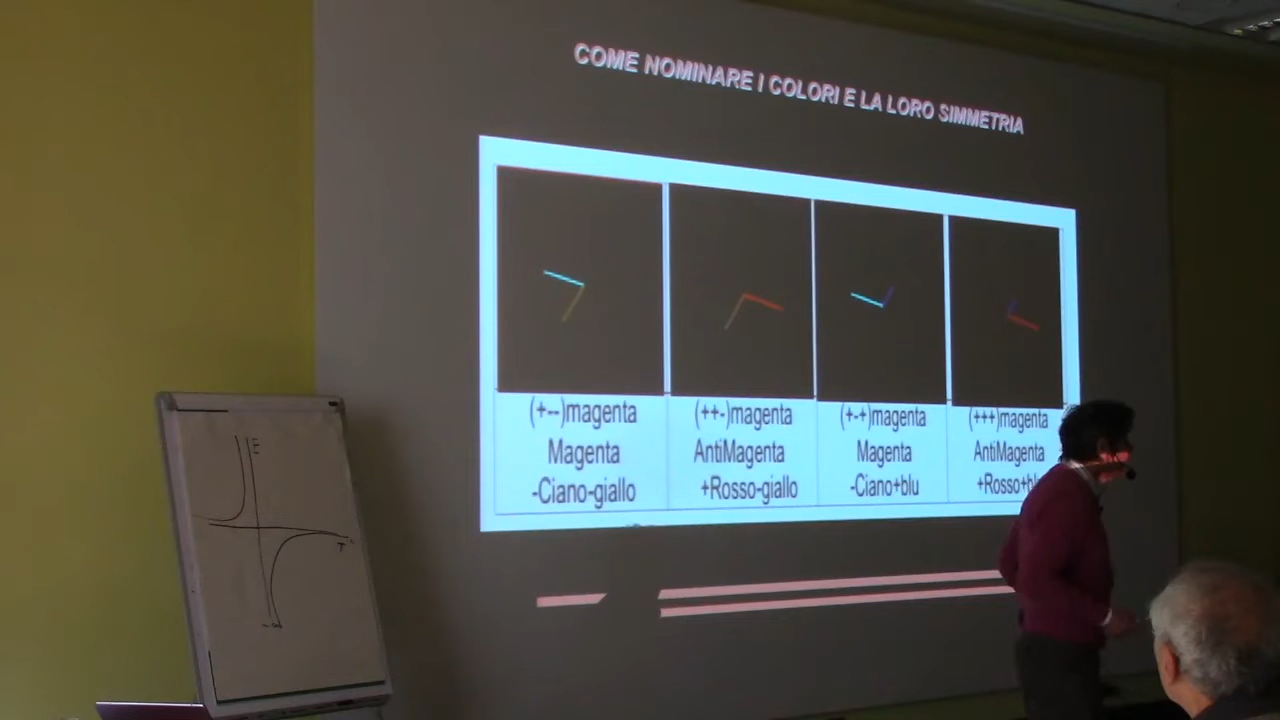 COME NOMINARE I COLORI E LA LORO SIMMETRIA
(+--)magenta
Magenta
-Ciano-giallo
(++-)magenta
AntiMagenta
+Rosso-giallo
(+-+)magenta
Magenta
-Ciano+blu
(+++)magenta
AntiMagenta
E
T